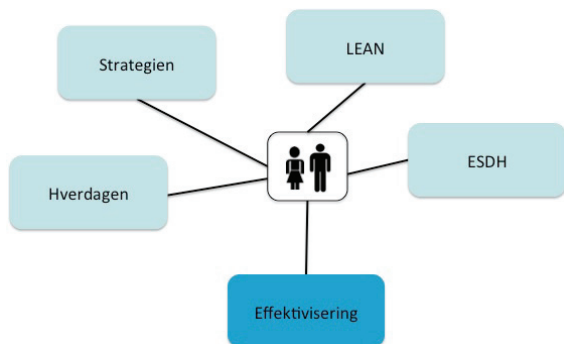 Strategien
LEAN
ESDH
Hverdagen
Effektivisering